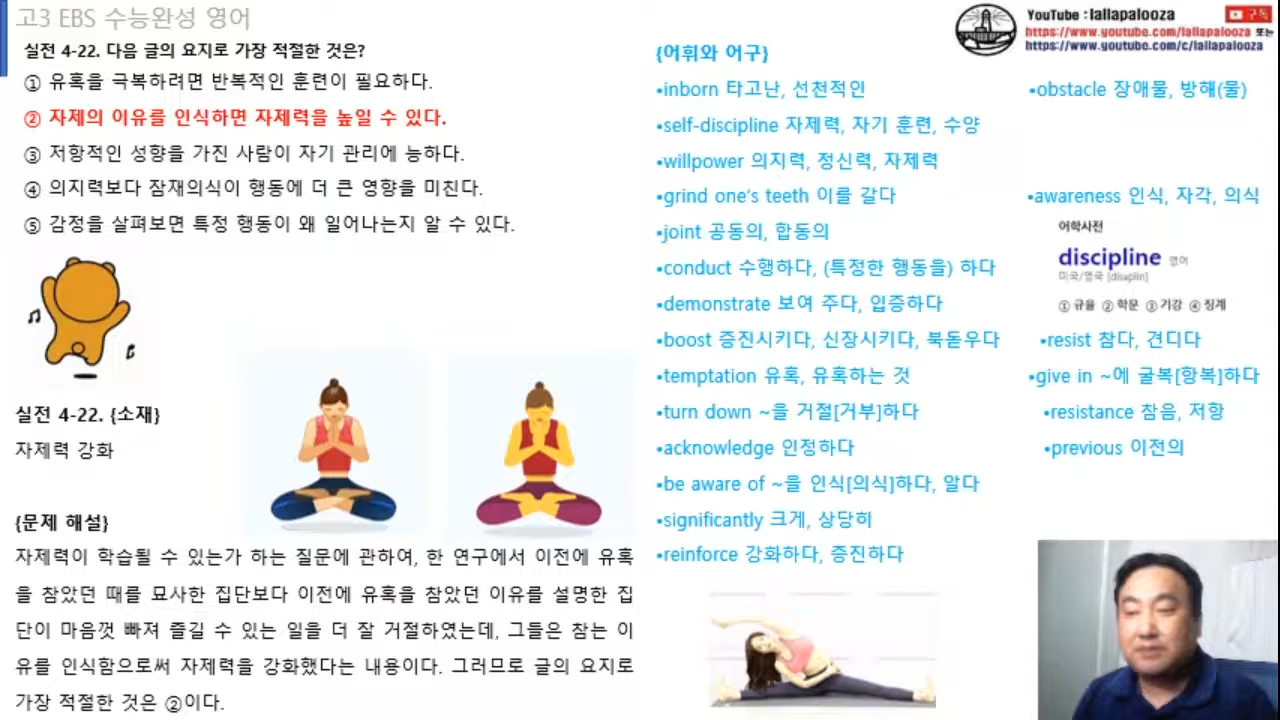 고3 EBS 수능완성 영어
실전 4-22. 다음 글의 요지로 가장 적절한 것은?
① 유혹을 극복하려면 반복적인 훈련이 필요하다.
② 자제의 이유를 인식하면 자제력을 높일 수 있다.
③ 저항적인 성향을 가진 사람이 자기 관리에 능하다.
④ 의지력보다 잠재의식이 행동에 더 큰 영향을 미친다.
⑤ 감정을 살펴보면 특정 행동이 왜 일어나는지 알 수 있다.
실전 4-22. {소재}
자제력 강화
{문제 해설}
자제력이 학습될 수 있는가 하는 질문에 관하여, 한 연구에서 이전에 유혹
을 참았던 때를 묘사한 집단보다 이전에 유혹을 참았던 이유를 설명한 집
단이 마음껏 빠져 즐길 수 있는 일을 더 잘 거절하였는데, 그들은 참는 이
유를 인식함으로써 자제력을 강화했다는 내용이다. 그러므로 글의 요지로
가장 적절한 것은 ②이다.
{어휘와 어구}
•inborn 타고난, 선천적인
•self-discipline 자제력, 자기 훈련, 수양
•willpower 의지력, 정신력, 자제력
•grind one's teeth 이를 갈다
•joint 공동의, 합동의
•conduct 수행하다, (특정한 행동을) 하다
•demonstrate 보여 주다, 입증하다
•boost 증진시키다, 신장시키다, 북돋우다
•temptation 유혹, 유혹하는 것
•turn down ~을 거절[거부]하다
•acknowledge 인정하다
•be aware of ~을 인식[의식]하다, 알다
•significantly 크게, 상당히
•reinforce 강화하다, 증진하다
YouTube : lallapalooza
구독
https://www.youtube.com/lallapalooza 또는
https://www.youtube.com/c/lallapalooza
•obstacle 장애물, 방해(물)
•awareness 인식, 자각, 의식
어학사전
discipline 영어
미국/영국 [disəplin]
① 규율 ② 학문 ③ 기강 ④ 징계
•resist 참다, 견디다
•give in ~에 굴복[항복]하다
•resistance 참음, 저항
•previous 이전의